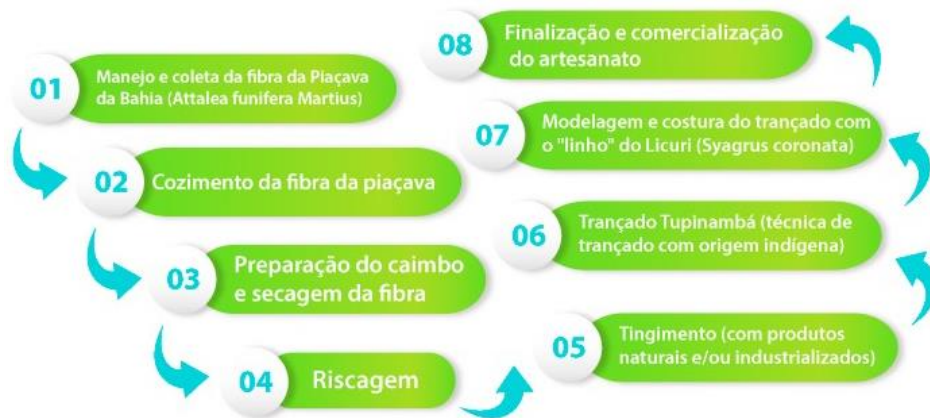 01
Manejo e coleta da fibra da Piaçava
da Bahia (Attalea funifera Martius)
02
Cozimento da fibra da piaçava
03
Preparação do caimbo
e secagem da fibra
04
Riscagem
05
Tingimento (com produtos
naturais e/ou industrializados)
06
Trançado Tupinambá (técnica de
trançado com origem indígena)
07
Modelagem e costura do trançado com
o "linho" do Licuri (Syagrus coronata)
08
Finalização e comercialização
do artesanato